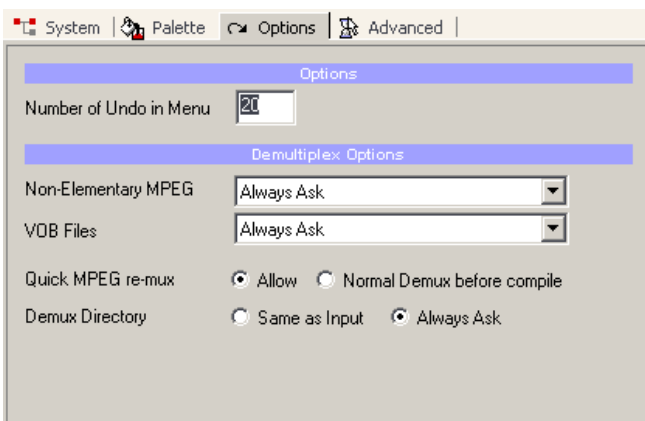 System Palette Options Advanced
Options
Number of Undo in Menu 20
Demultiplex Options
Non-Elementary MPEG Always Ask
VOB Files Always Ask
Quick MPEG re-mux Allow Normal Demux before compile
Demux Directory Same as Input Always Ask